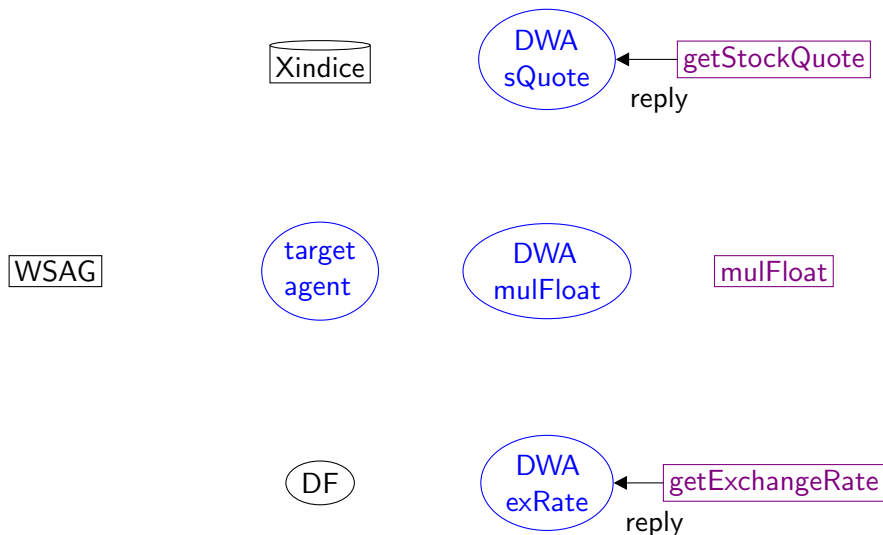 Xindice
DWA
sQuote
getStockQuote
reply
WSAG
target
agent
DWA
mulFloat
mulFloat
DF
DWA
exRate
getExchangeRate
reply